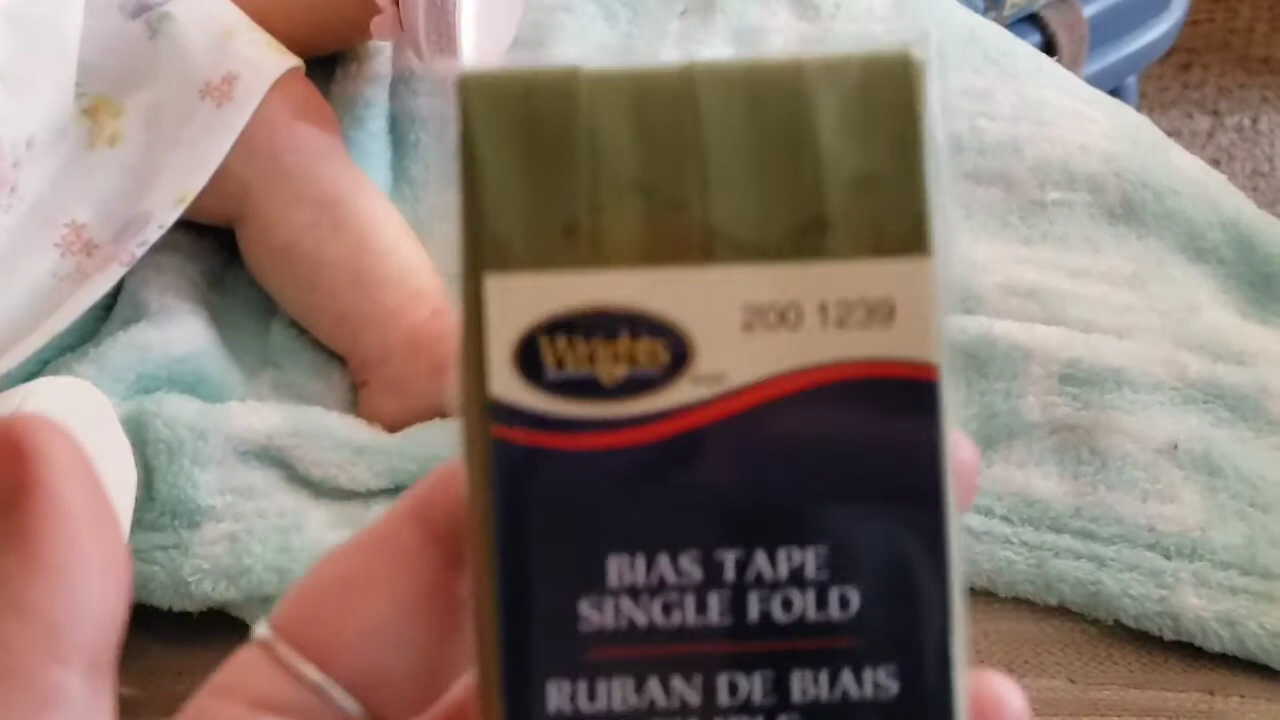 Wrights
200 1239
BIAS TAPE
SINGLE FOLD
RUBAN DE BIAIS